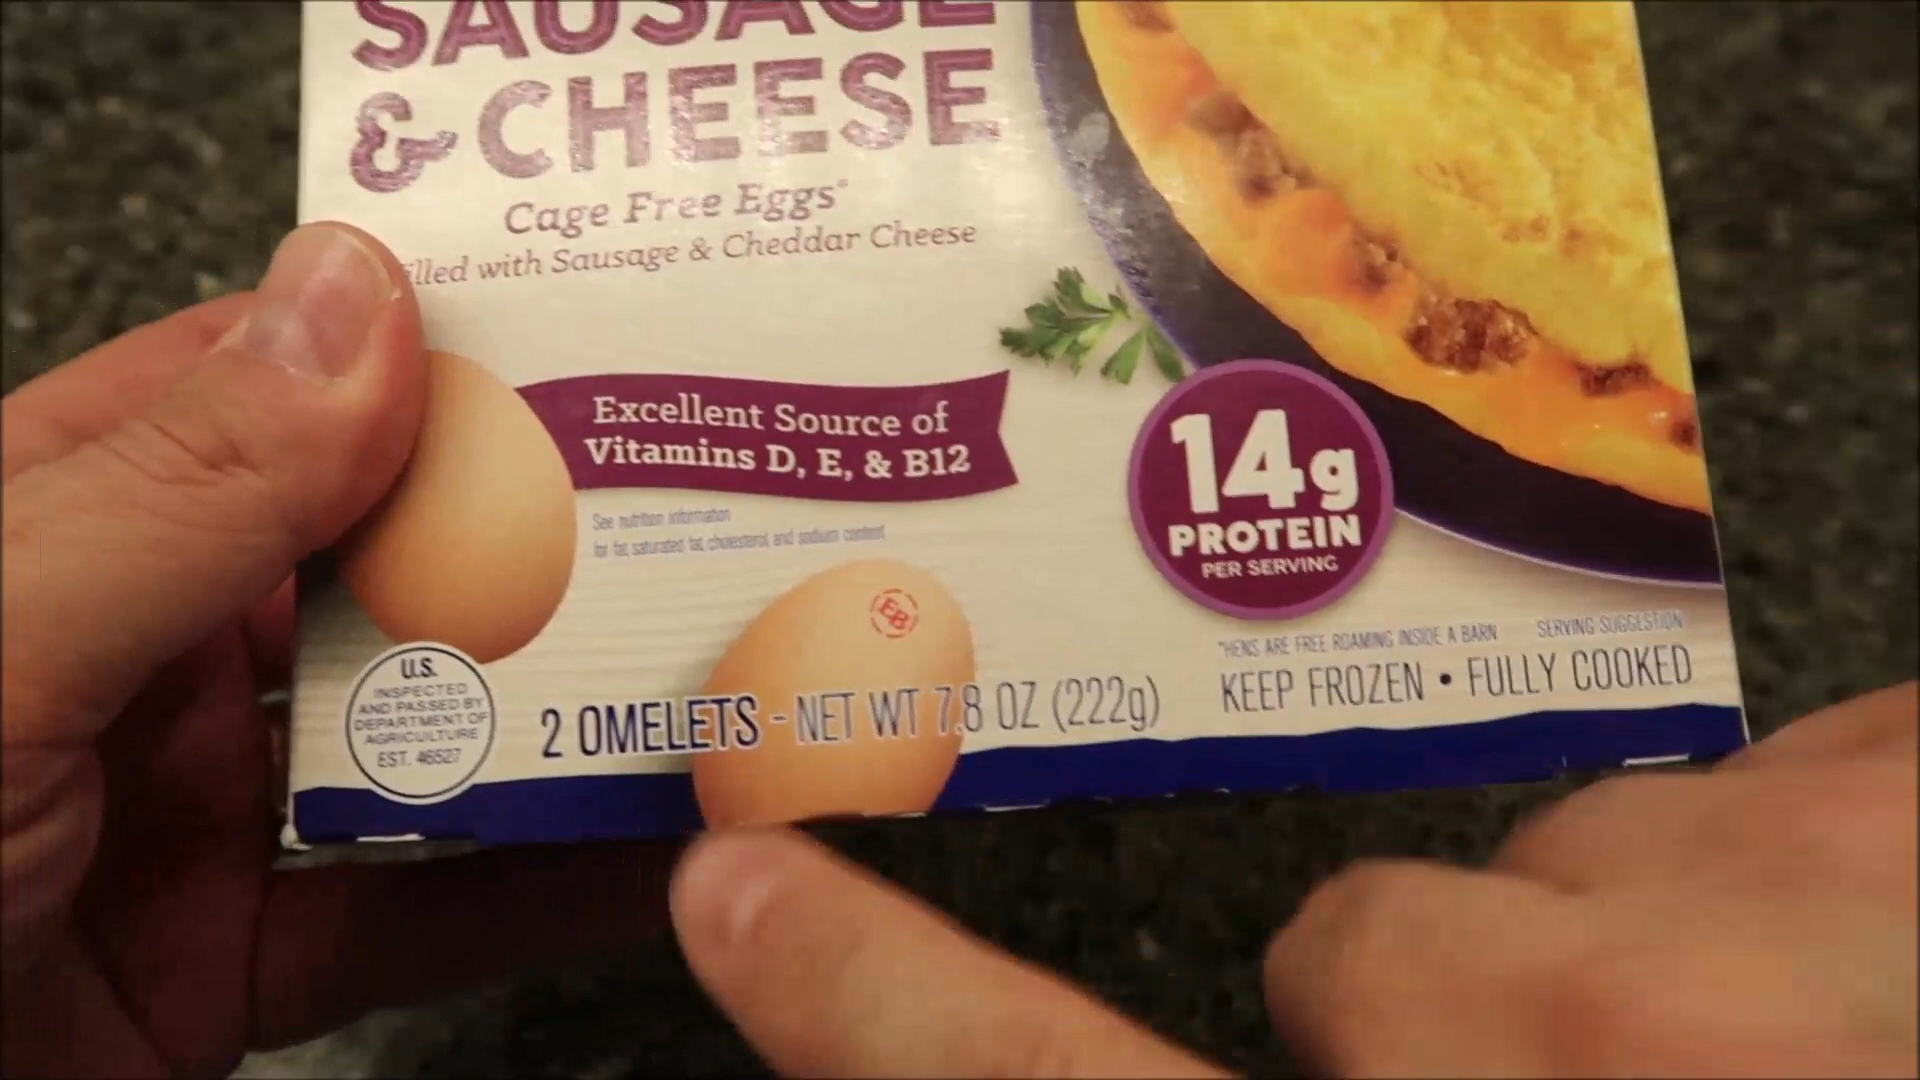 SAUSAGE
& CHEESE
Cage Free Eggs*
illed with Sausage & Cheddar Cheese
Excellent Source of
Vitamins D, E, & B12
See nutrition information
for fat, saturated fat, cholesterol, and sodium content
14g
PROTEIN
PER SERVING
EB
*HENS ARE FREE ROAMING INSIDE A BARN
SERVING SUGGESTION
KEEP FROZEN • FULLY COOKED
2 OMELETS - NET WT 7.8 OZ (222g)
U.S.
INSPECTED
AND PASSED BY
DEPARTMENT OF
AGRICULTURE
EST. 46527